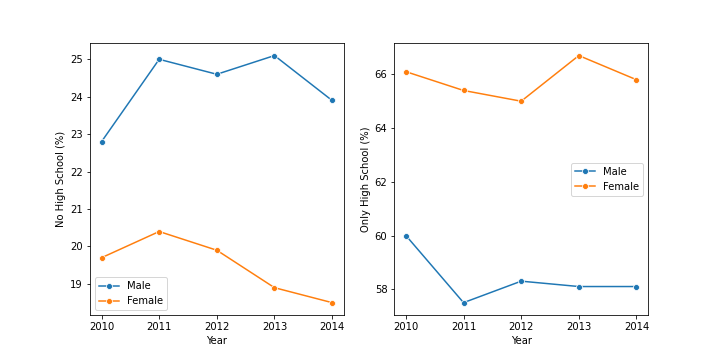 25
24
23
22
21
20
19
No High School (%)
Male
Female
2010 2011 2012 2013 2014
Year
66
64
62
60
58
Only High School (%)
Male
Female
2010 2011 2012 2013 2014
Year